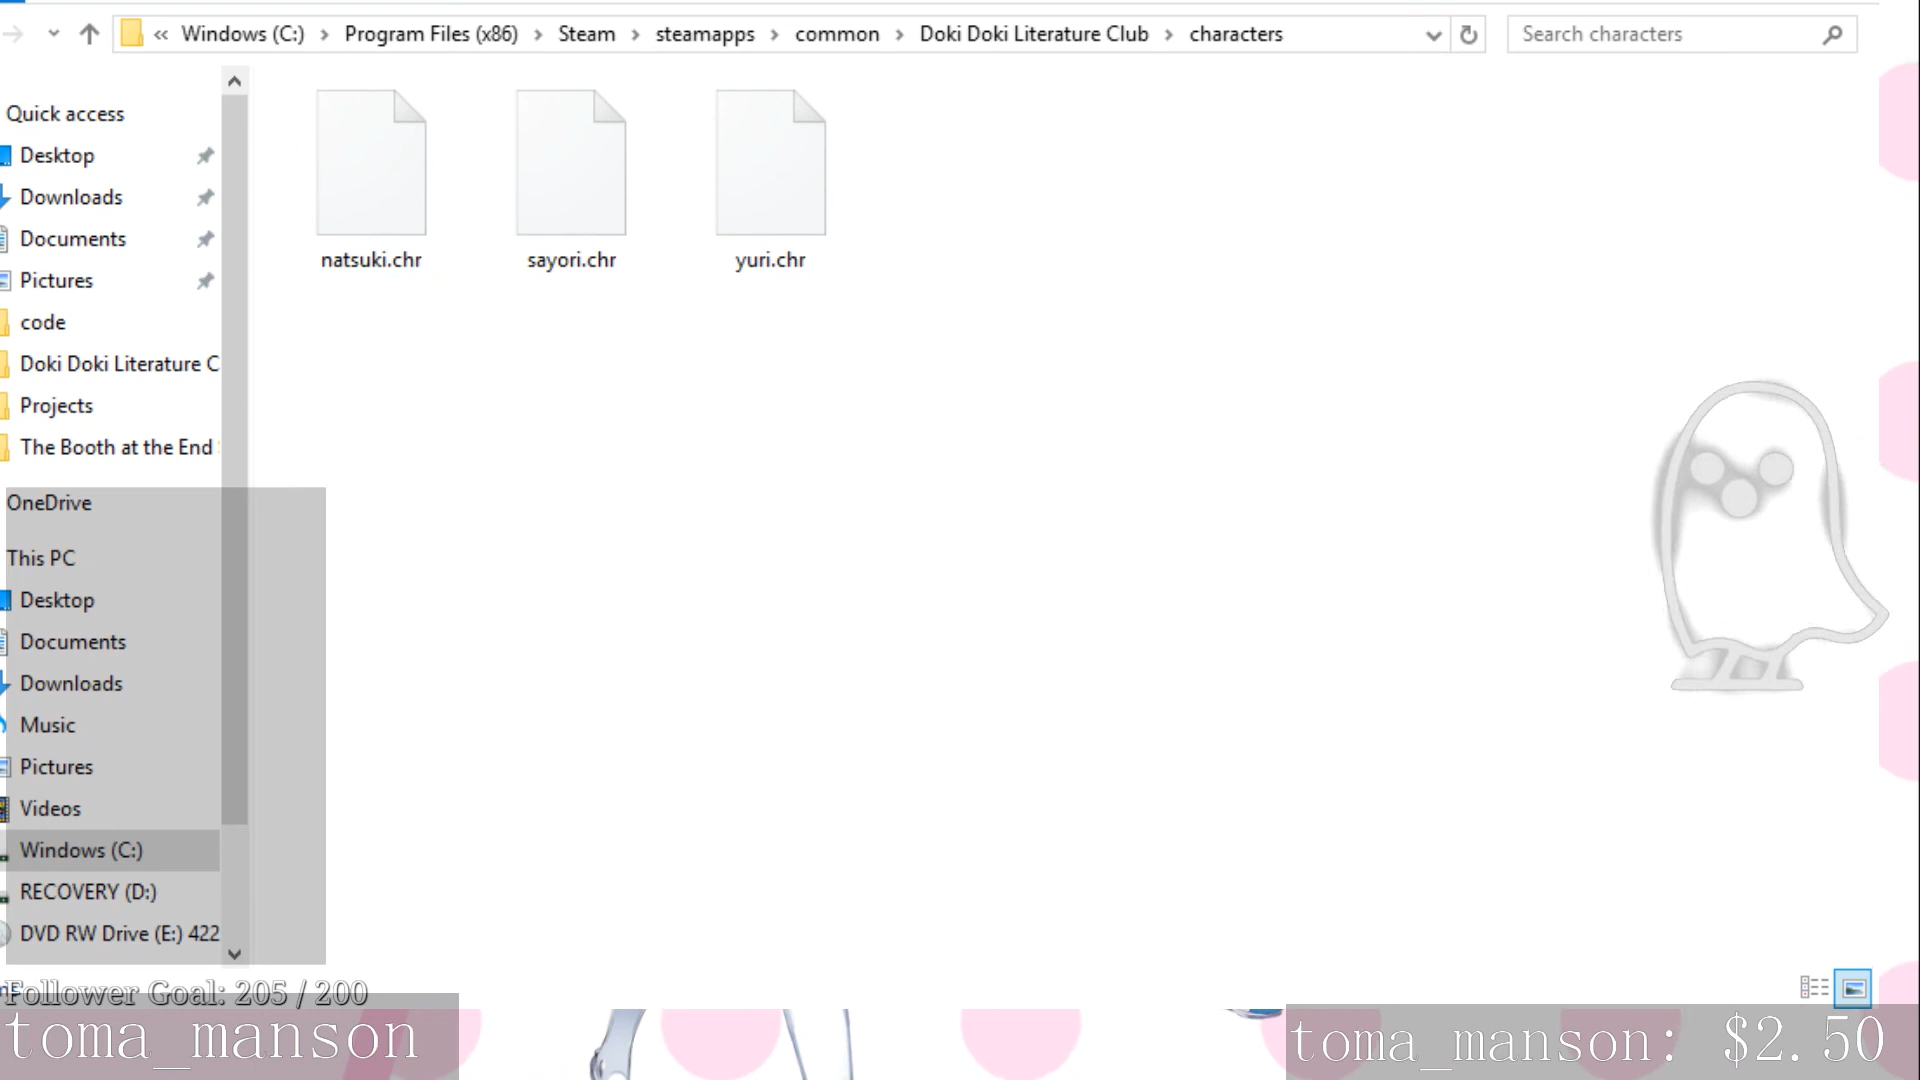 « Windows (C:) › Program Files (x86) › Steam › steamapps › common › Doki Doki Literature Club › characters
Search characters
Quick access
Desktop
Downloads
Documents
Pictures
code
Doki Doki Literature C
Projects
The Booth at the End
OneDrive
This PC
Desktop
Documents
Downloads
Music
Pictures
Videos
Windows (C:)
RECOVERY (D:)
DVD RW Drive (E:) 422
natsuki.chr
sayori.chr
yuri.chr
Follower Goal: 205 / 200
toma_manson
toma_manson: $2.50